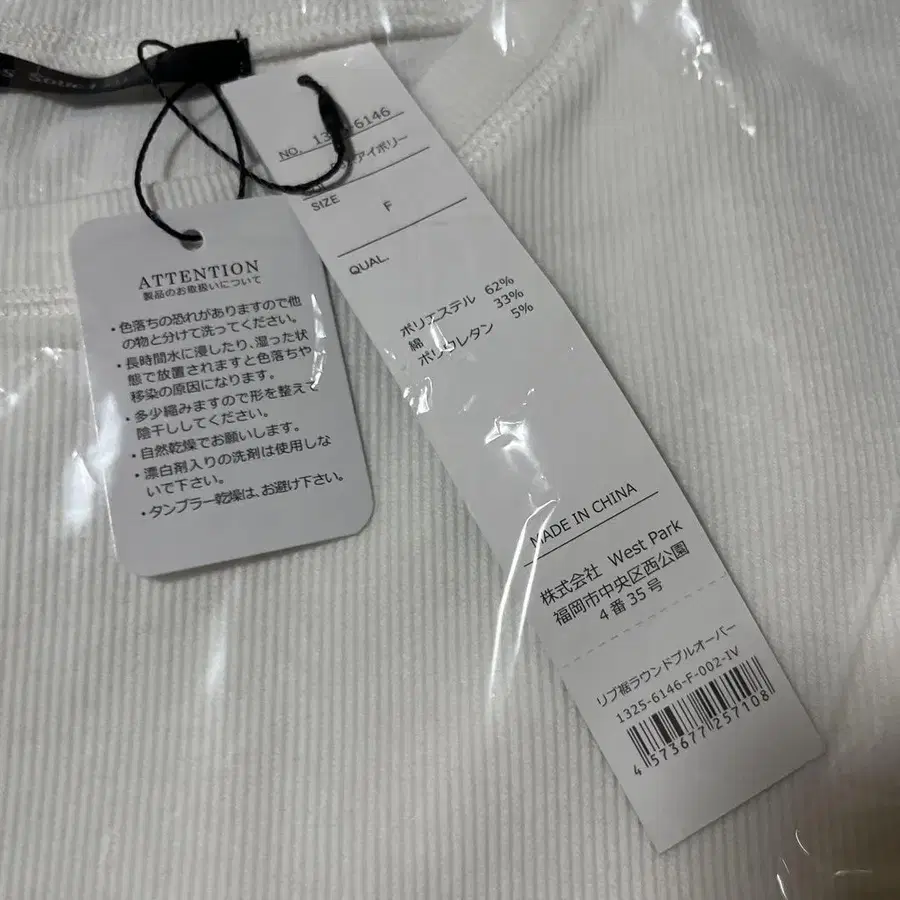 ATTENTION
製品のお取扱いについて
・色落ちの恐れがありますので他
の物と分けて洗ってください。
・長時間水に浸したり、湿った状
態で放置されますと色落ちや
移染の原因になります。
・多少縮みますので形を整えて
陰干ししてください。
・自然乾燥でお願いします。
・漂白剤入りの洗剤は使用しな
いで下さい。
・タンブラー乾燥は、お避け下さい。
NO. 1325-6146
アイボリー
SIZE F
QUAL.
ポリエステル 62%
綿 33%
ポリウレタン 5%
MADE IN CHINA
株式会社 West Park
福岡市中央区西公園
4番35号
リブ裾ラウンドプルオーバー
1325-6146-F-002-IV
4 573677 257108